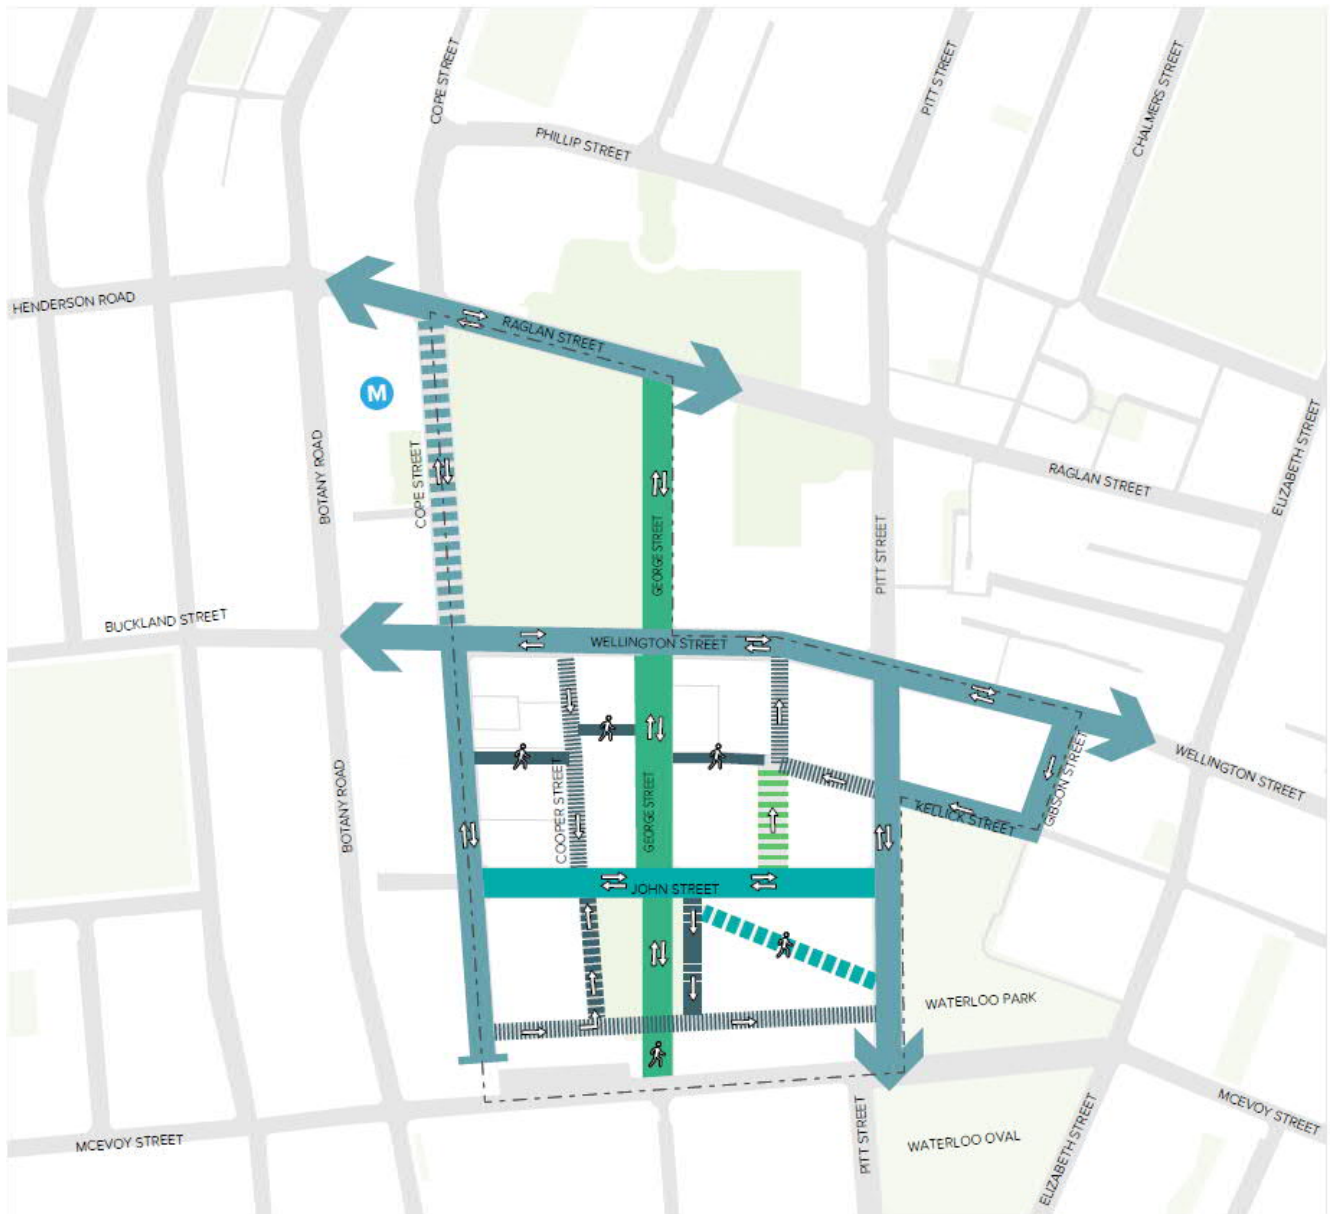 COPE STREET
PITT STREET
CHALMERS STREET
PHILLIP STREET
HENDERSON ROAD
RAGLAN STREET
M
BOTANY ROAD
COPE STREET
GEORGE STREET
PITT STREET
RAGLAN STREET
ELIZABETH STREET
BUCKLAND STREET
WELLINGTON STREET
WELLINGTON STREET
GIBSON STREET
KELLICK STREET
BOTANY ROAD
COOPER STREET
GEORGE STREET
JOHN STREET
WATERLOO PARK
MCEVOY STREET
PITT STREET
WATERLOO OVAL
ELIZABETH STREET
MCEVOY STREET